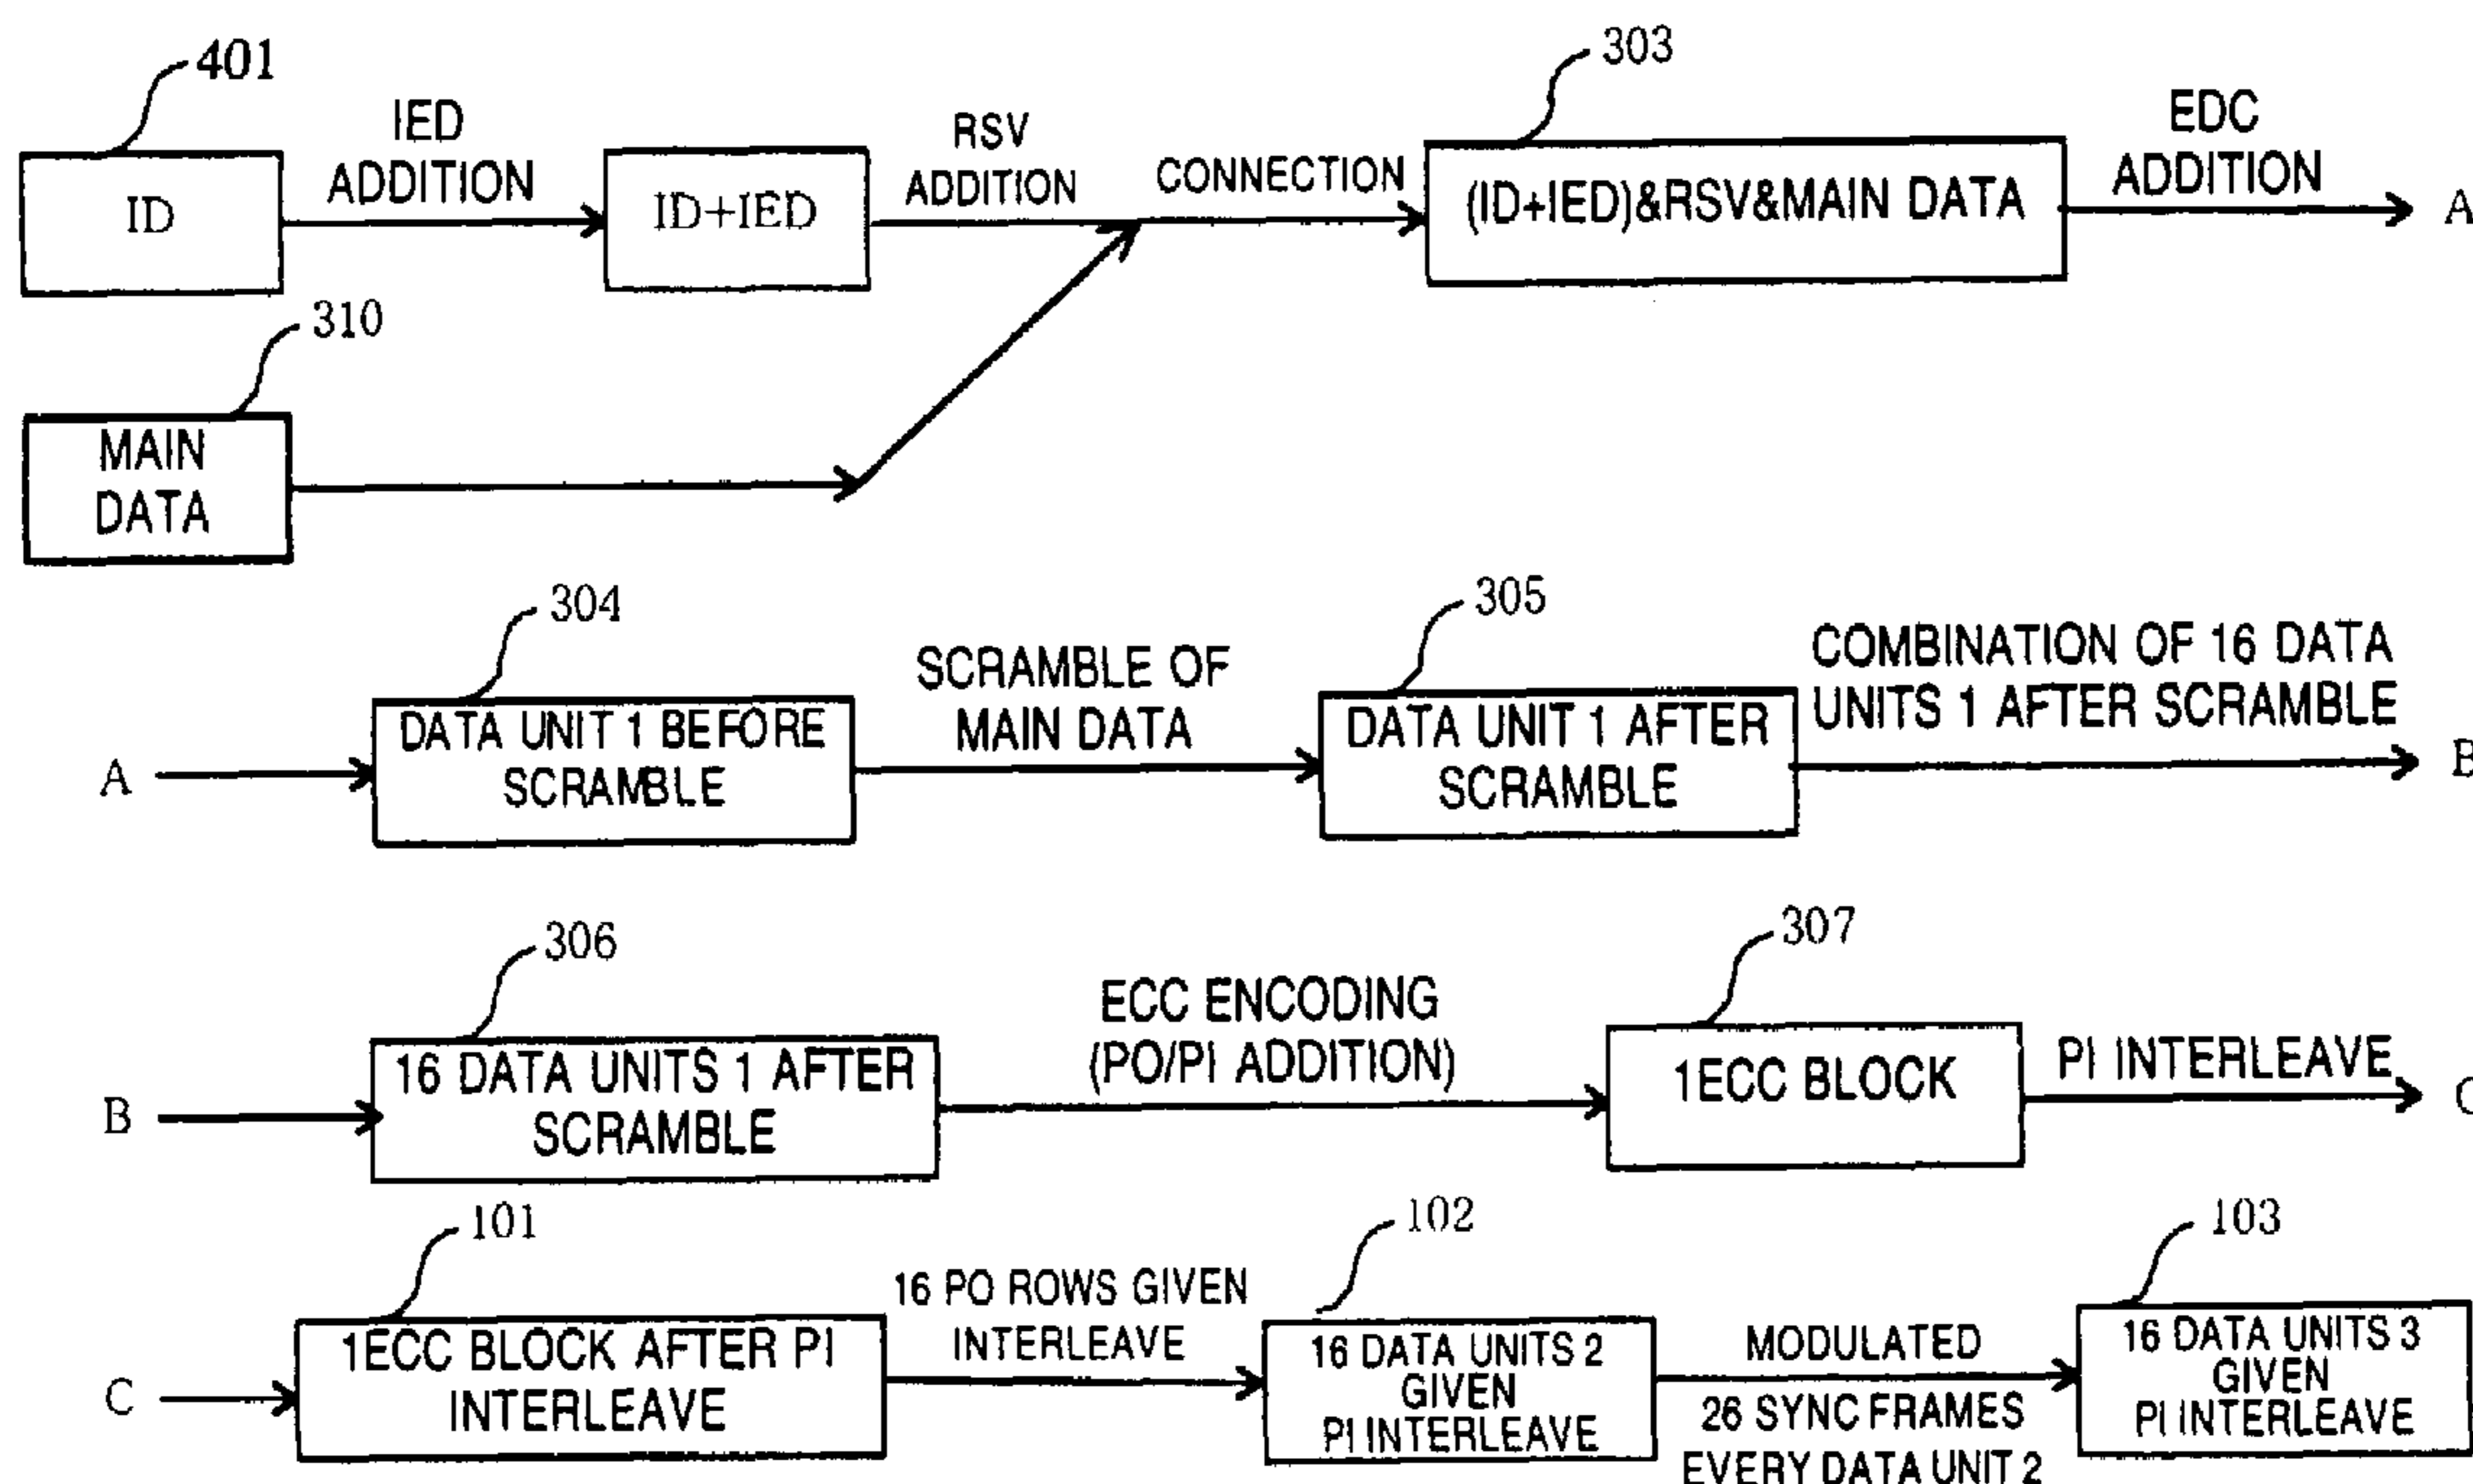 401
IED
ADDITION
ID
ID+IED
RSV
ADDITION
CONNECTION
303
(ID+IED)&RSV&MAIN DATA
EDC
ADDITION
A
310
MAIN
DATA
304
A
DATA UNIT 1 BEFORE
SCRAMBLE
SCRAMBLE OF
MAIN DATA
305
DATA UNIT 1 AFTER
SCRAMBLE
COMBINATION OF 16 DATA
UNITS 1 AFTER SCRAMBLE
B
306
B
16 DATA UNITS 1 AFTER
SCRAMBLE
ECC ENCODING
(PO/PI ADDITION)
307
1ECC BLOCK
PI INTERLEAVE
C
101
C
1ECC BLOCK AFTER PI
INTERLEAVE
16 PO ROWS GIVEN
INTERLEAVE
102
16 DATA UNITS 2
GIVEN
PI INTERLEAVE
MODULATED
26 SYNC FRAMES
EVERY DATA UNIT 2
103
16 DATA UNITS 3
GIVEN
PI INTERLEAVE